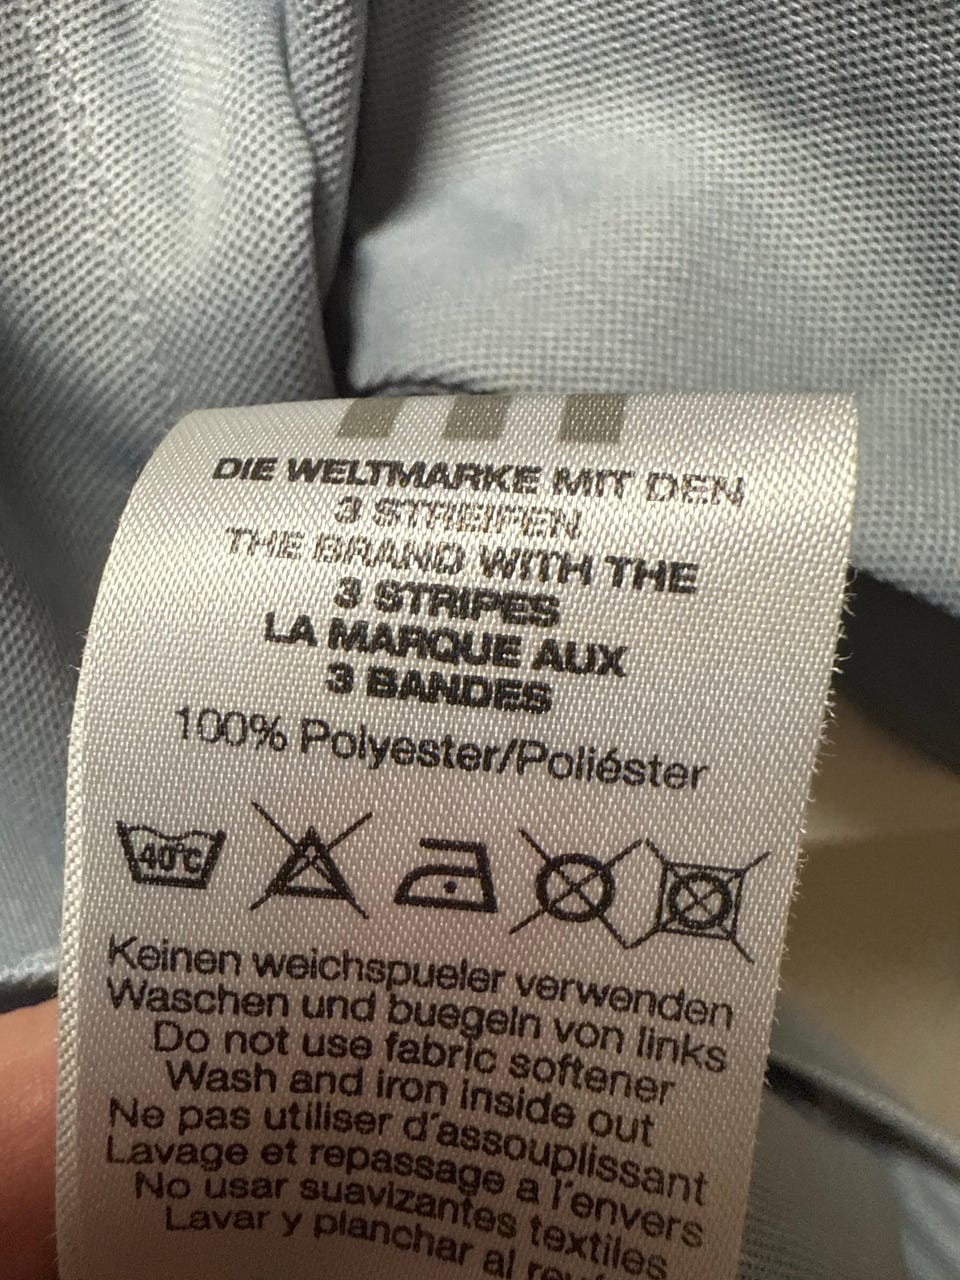 DIE WELTMARKE MIT DEN
3 STREIFEN
THE BRAND WITH THE
3 STRIPES
LA MARQUE AUX
3 BANDES
100% Polyester/Poliéster
40°C
Keinen weichspueler verwenden
Waschen und buegeln von links
Do not use fabric softener
Wash and iron inside out
Ne pas utiliser d'assouplissant
Lavage et repassage a l'envers
No usar suavizantes textiles
Lavar y planchar al